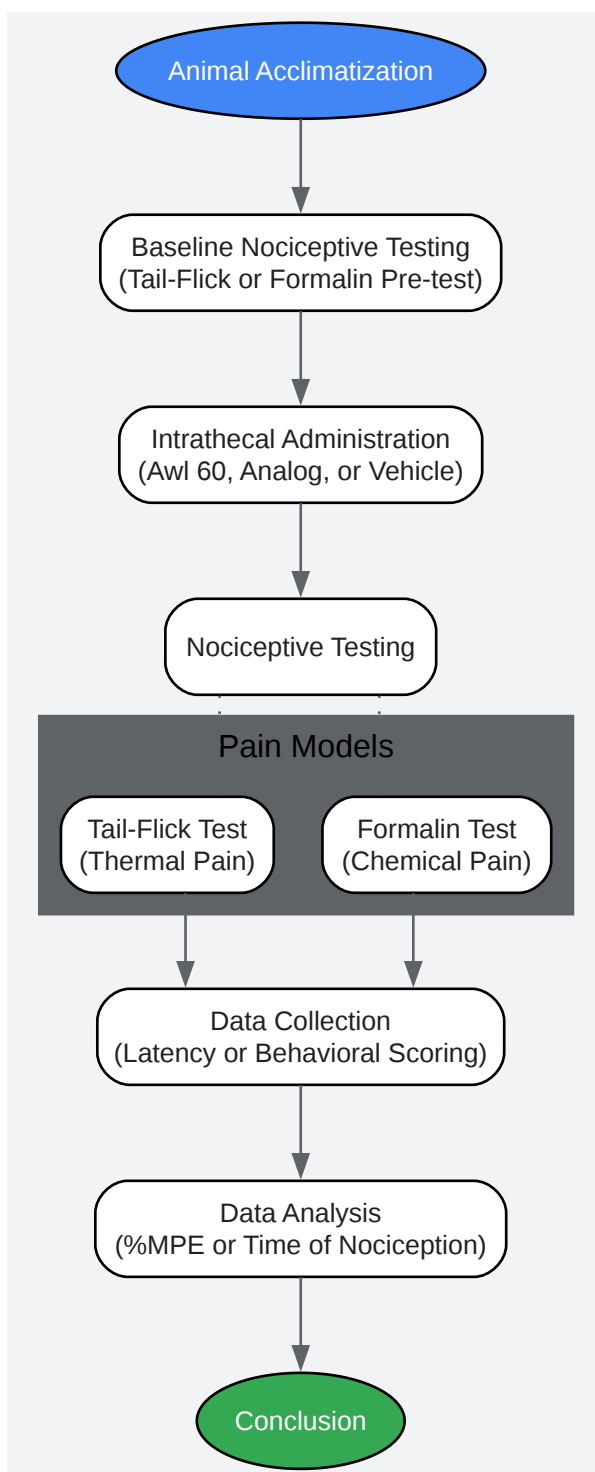 Animal Acclimatization
Baseline Nociceptive Testing
(Tail-Flick or Formalin Pre-test)
Intrathecal Administration
(Awl 60, Analog, or Vehicle)
Nociceptive Testing
Pain Models
Tail-Flick Test
(Thermal Pain)
Formalin Test
(Chemical Pain)
Data Collection
(Latency or Behavioral Scoring)
Data Analysis
(%MPE or Time of Nociception)
Conclusion